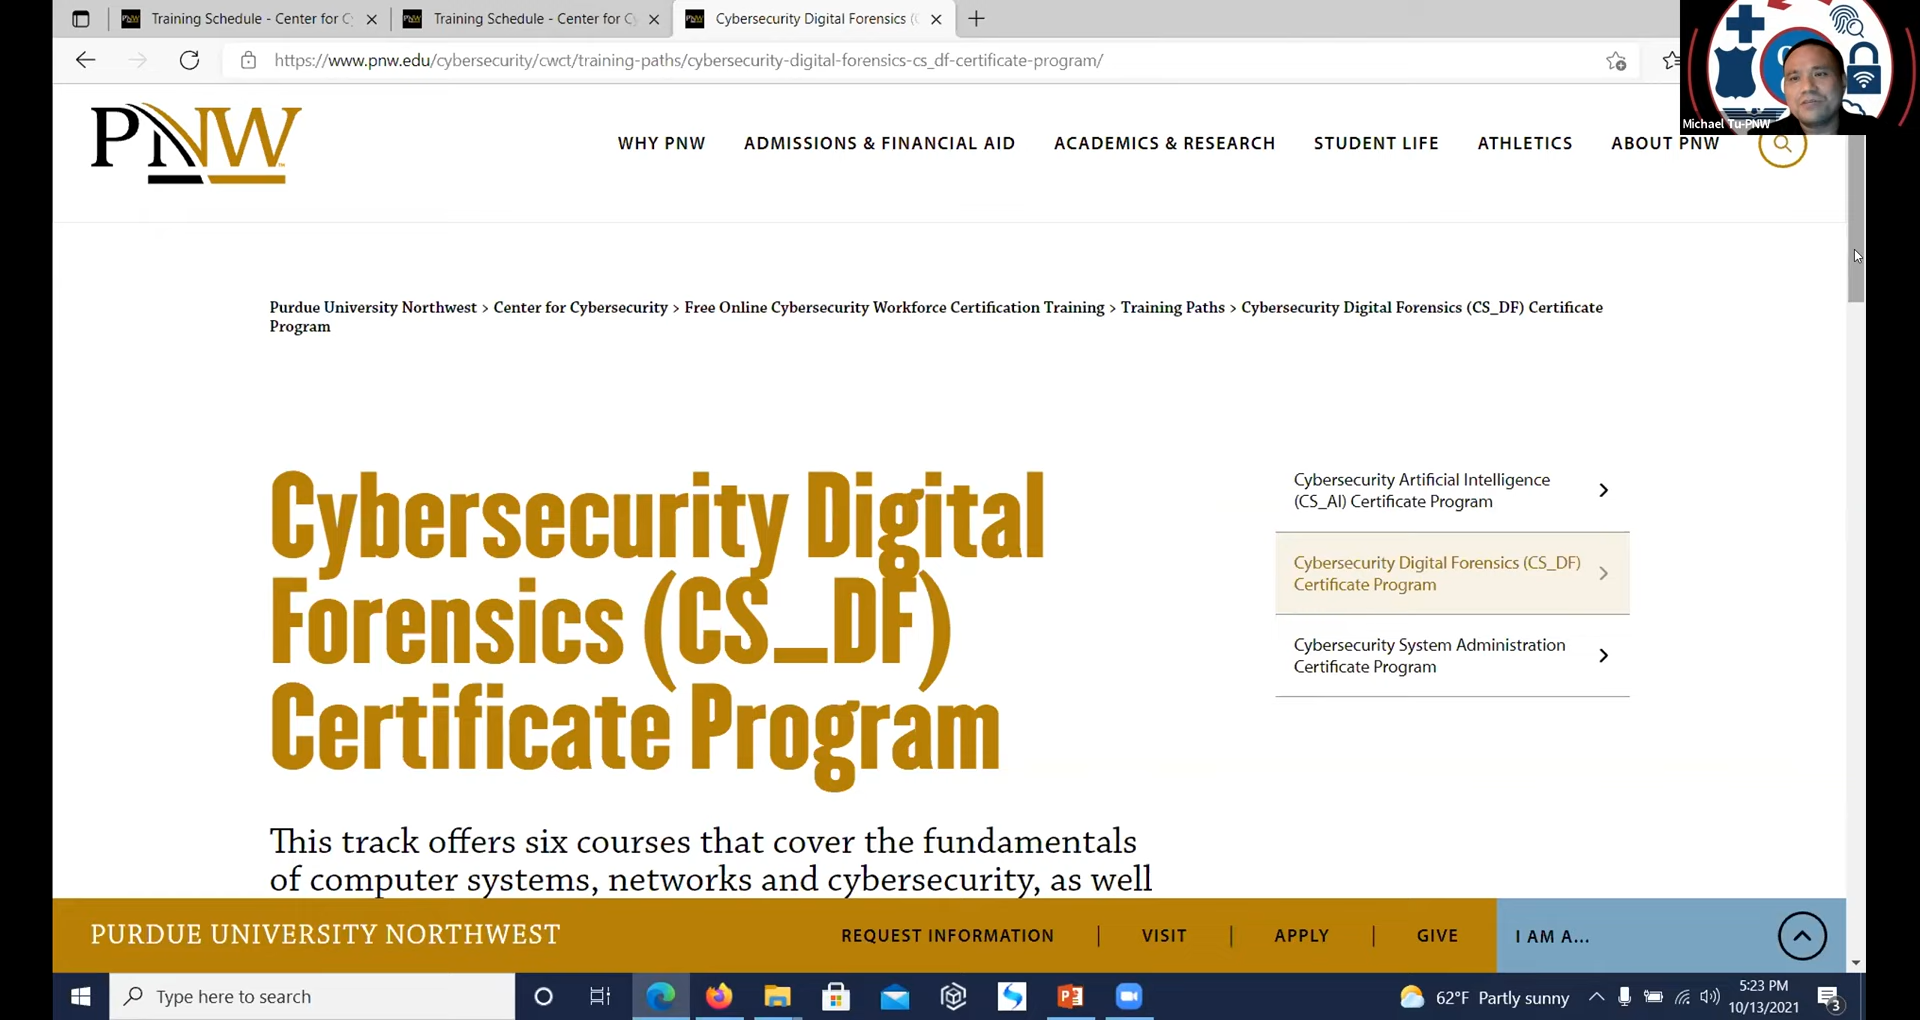 Training Schedule - Center for C
Training Schedule - Center for C
Cybersecurity Digital Forensics (
https://www.pnw.edu/cybersecurity/cwct/training-paths/cybersecurity-digital-forensics-cs_df-certificate-program/
Michael Tu-PNW
PNW
WHY PNW
ADMISSIONS & FINANCIAL AID
ACADEMICS & RESEARCH
STUDENT LIFE
ATHLETICS
ABOUT PNW
Purdue University Northwest > Center for Cybersecurity > Free Online Cybersecurity Workforce Certification Training > Training Paths > Cybersecurity Digital Forensics (CS_DF) Certificate
Program
Cybersecurity Digital
Forensics (CS_DF)
Certificate Program
Cybersecurity Artificial Intelligence
(CS_AI) Certificate Program
Cybersecurity Digital Forensics (CS_DF)
Certificate Program
Cybersecurity System Administration
Certificate Program
This track offers six courses that cover the fundamentals
of computer systems, networks and cybersecurity, as well
PURDUE UNIVERSITY NORTHWEST
REQUEST INFORMATION
VISIT
APPLY
GIVE
I AM A...
Type here to search
62°F Partly sunny
5:23 PM
10/13/2021
3